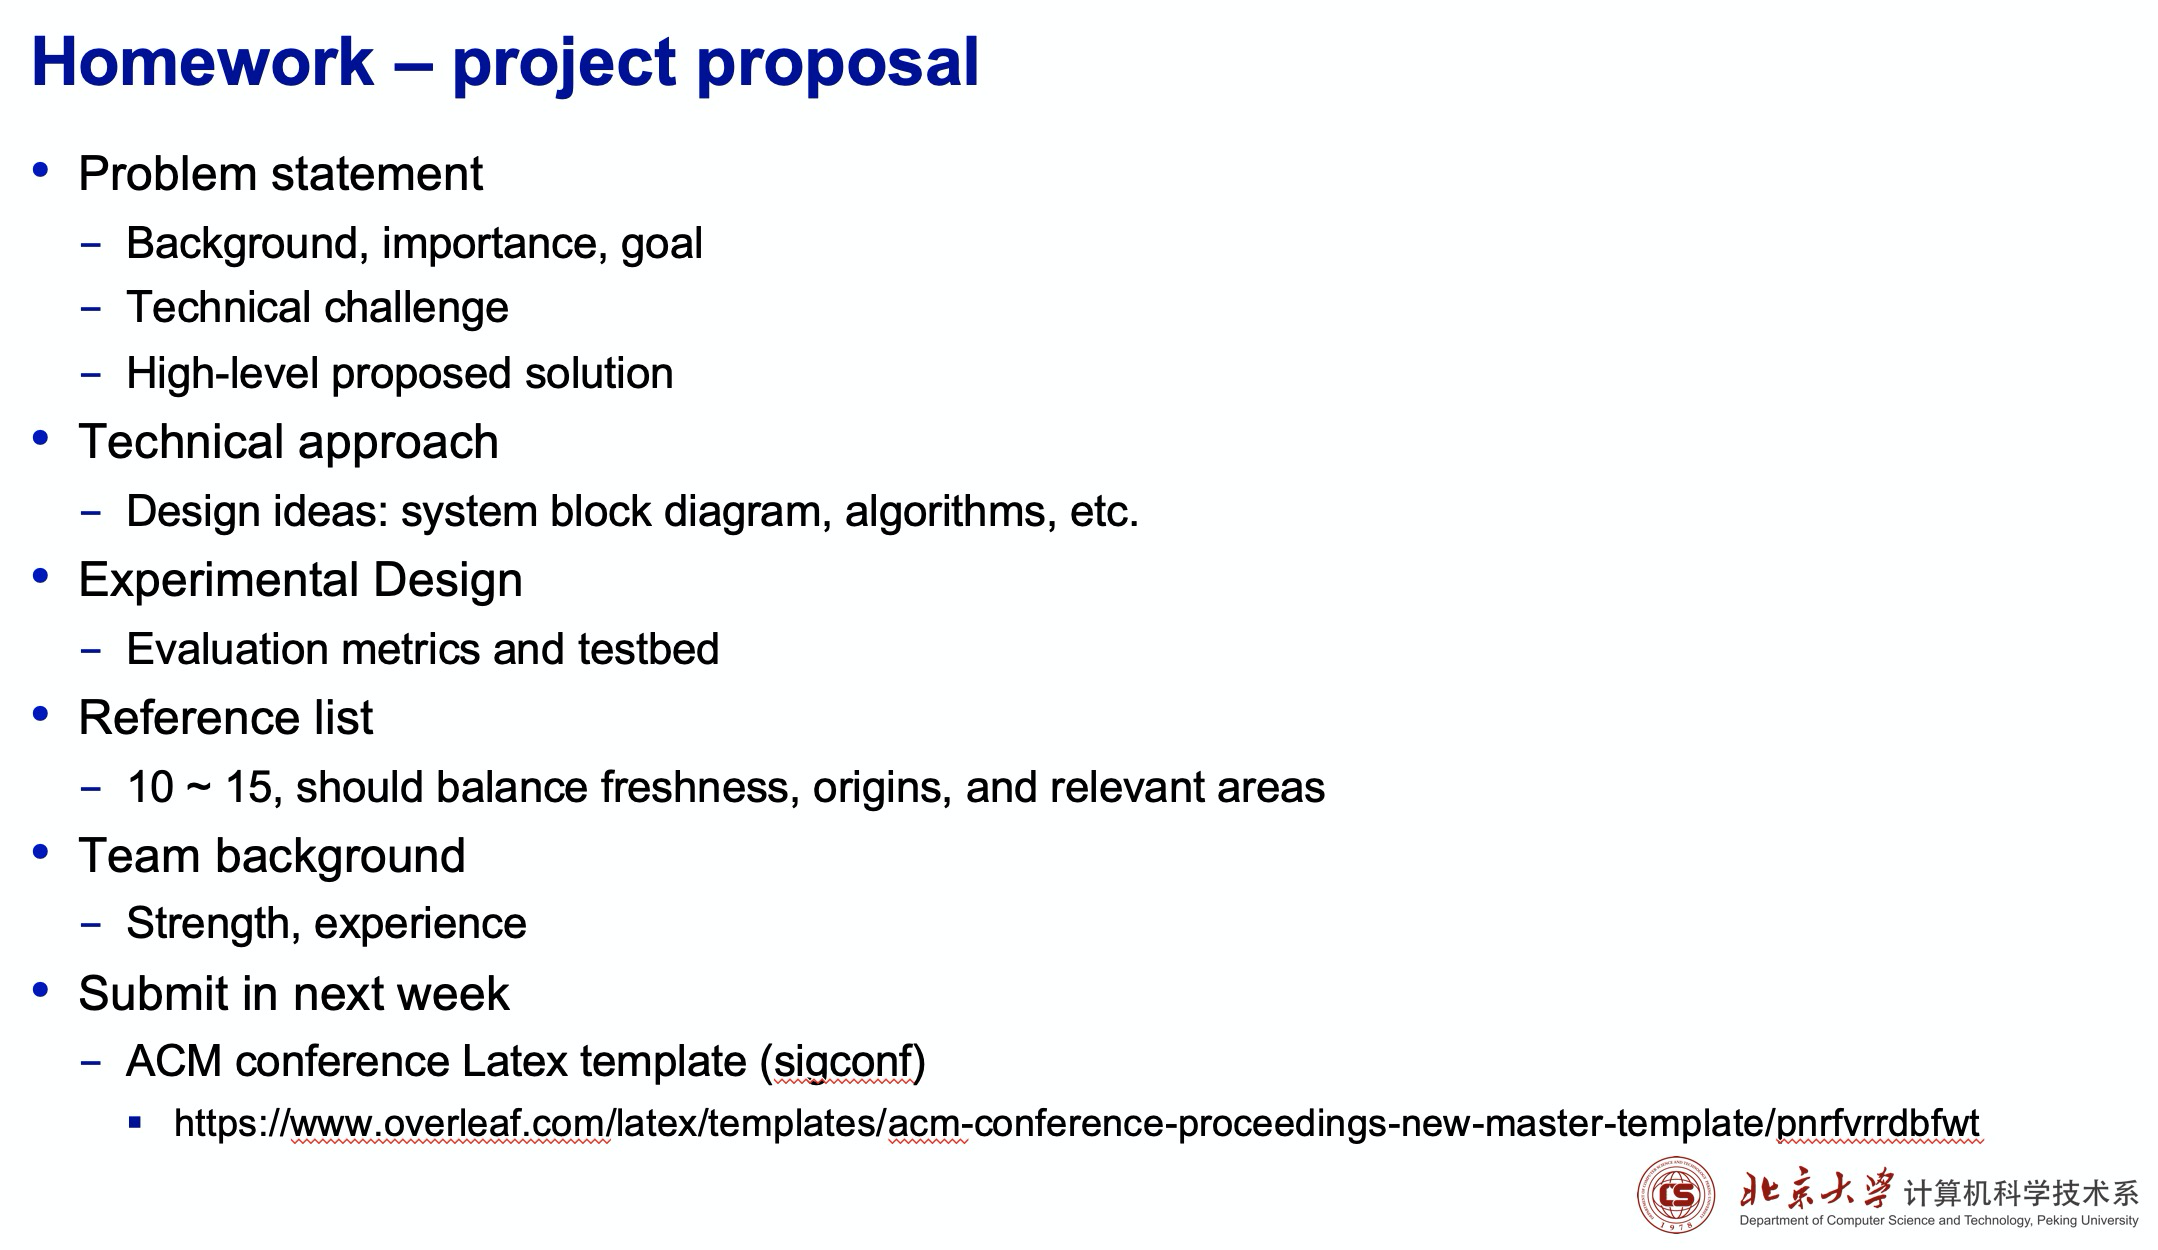 Homework – project proposal
• Problem statement
– Background, importance, goal
– Technical challenge
– High-level proposed solution
• Technical approach
– Design ideas: system block diagram, algorithms, etc.
• Experimental Design
– Evaluation metrics and testbed
• Reference list
– 10 ~ 15, should balance freshness, origins, and relevant areas
• Team background
– Strength, experience
• Submit in next week
– ACM conference Latex template (sigconf)
▪ https://www.overleaf.com/latex/templates/acm-conference-proceedings-new-master-template/pnrfvrrdbfwt
CS
1978
北京大学 计算机科学技术系
Department of Computer Science and Technology, Peking University